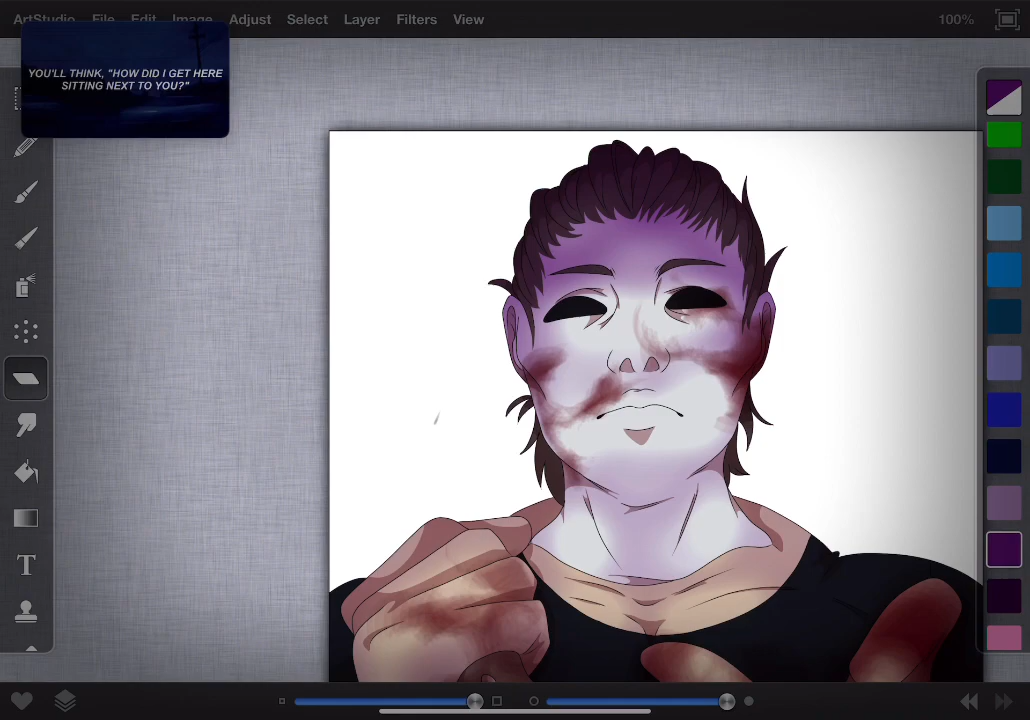 ArtStudio File Edit Image Adjust Select Layer Filters View 100%
YOU'LL THINK, "HOW DID I GET HERE
SITTING NEXT TO YOU?"
T